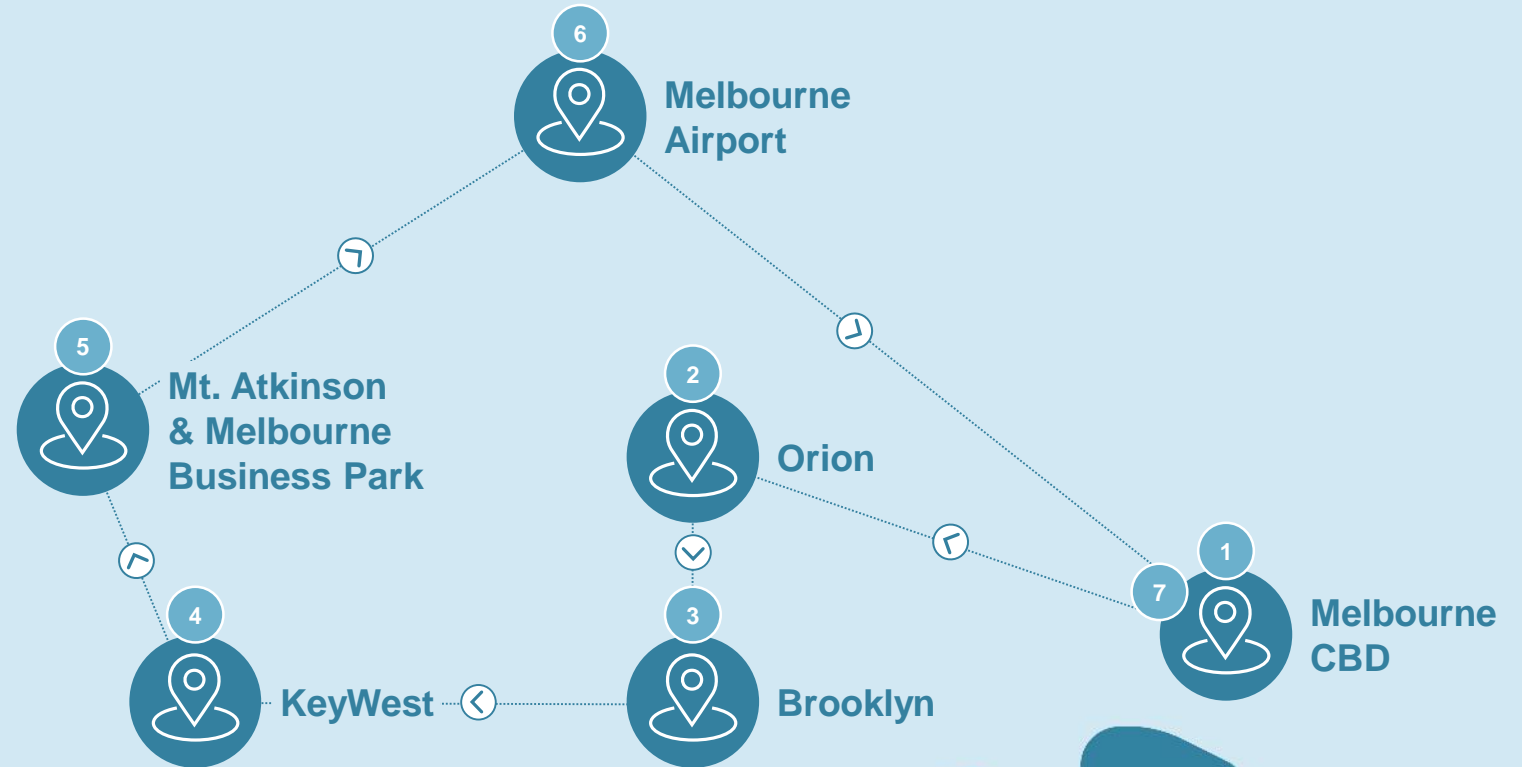 6
Melbourne
Airport
5
Mt. Atkinson
& Melbourne
Business Park
2
Orion
1
7
Melbourne
CBD
4
KeyWest
3
Brooklyn